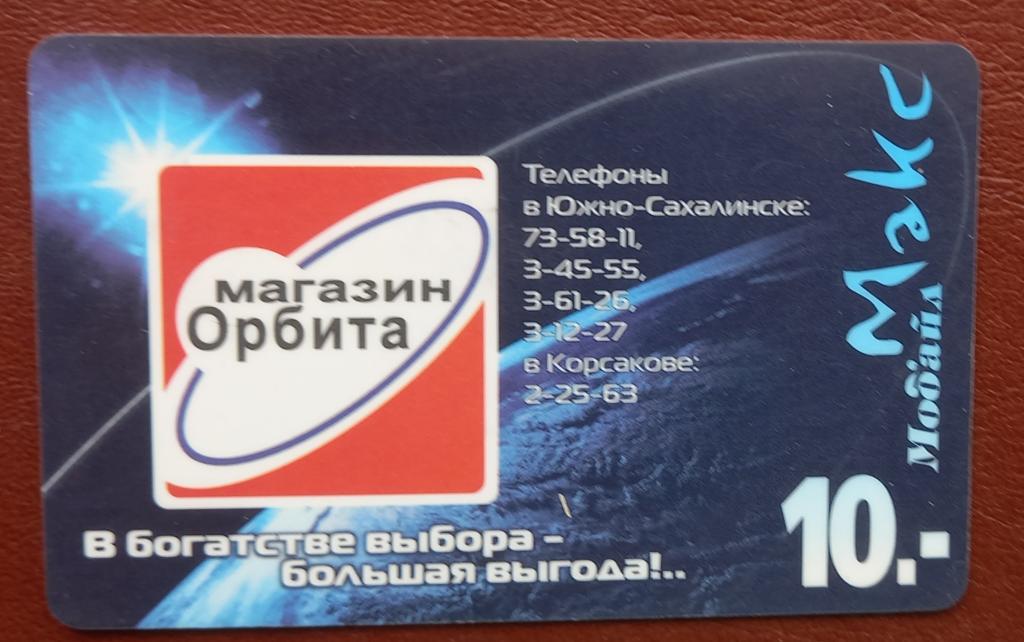 магазин
Орбита
Телефоны
в Южно-Сахалинске:
73-58-11,
3-45-55,
3-61-26,
3-12-27
в Корсакове:
2-25-63
Макс
Мобайл
В богатстве выбора –
большая выгода!..
10.-